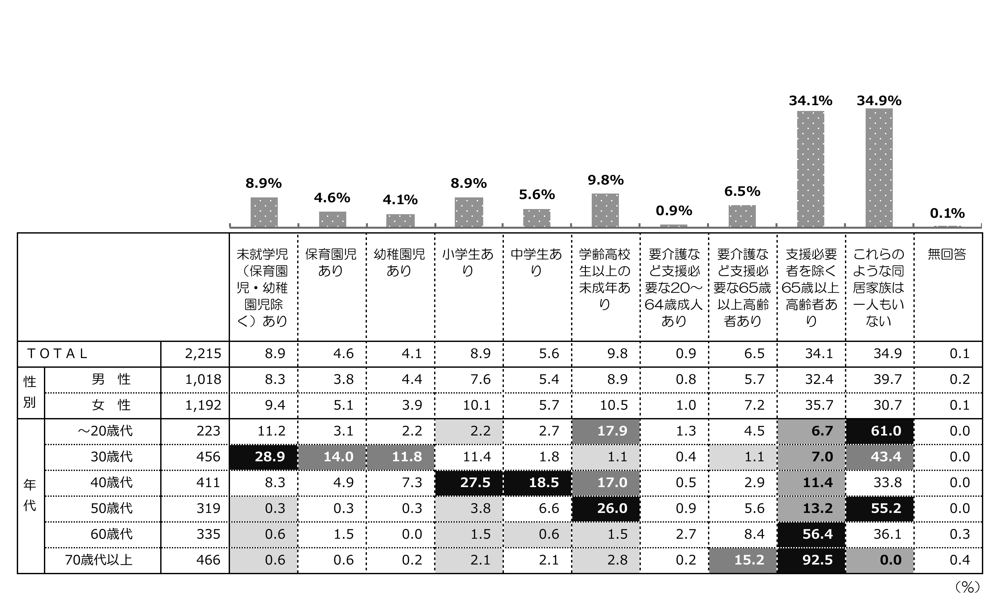 34.1% 34.9%
8.9% 4.6% 4.1% 8.9% 5.6% 9.8% 0.9% 6.5% 0.1%
未就学児
（保育園
児・幼稚
園児除
く）あり
保育園児
あり
幼稚園児
あり
小学生あ
り
中学生あ
り
学齢高校
生以上の
未成年あ
り
要介護な
ど支援必
要な20～
64歳成人
あり
要介護な
ど支援必
要な65歳
以上高齢
者あり
支援必要
者を除く
65歳以上
高齢者あ
り
これらの
ような同
居家族は
一人もい
ない
無回答
ＴＯＴＡＬ 2,215 8.9 4.6 4.1 8.9 5.6 9.8 0.9 6.5 34.1 34.9 0.1
性別
男　性 1,018 8.3 3.8 4.4 7.6 5.4 8.9 0.8 5.7 32.4 39.7 0.2
女　性 1,192 9.4 5.1 3.9 10.1 5.7 10.5 1.0 7.2 35.7 30.7 0.1
年代
～20歳代 223 11.2 3.1 2.2 2.2 2.7 17.9 1.3 4.5 6.7 61.0 0.0
30歳代 456 28.9 14.0 11.8 11.4 1.8 1.1 0.4 1.1 7.0 43.4 0.0
40歳代 411 8.3 4.9 7.3 27.5 18.5 17.0 0.5 2.9 11.4 33.8 0.0
50歳代 319 0.3 0.3 0.3 3.8 6.6 26.0 0.9 5.6 13.2 55.2 0.0
60歳代 335 0.6 1.5 0.0 1.5 0.6 1.5 2.7 8.4 56.4 36.1 0.3
70歳代以上 466 0.6 0.6 0.2 2.1 2.1 2.8 0.2 15.2 92.5 0.0 0.4
（％）